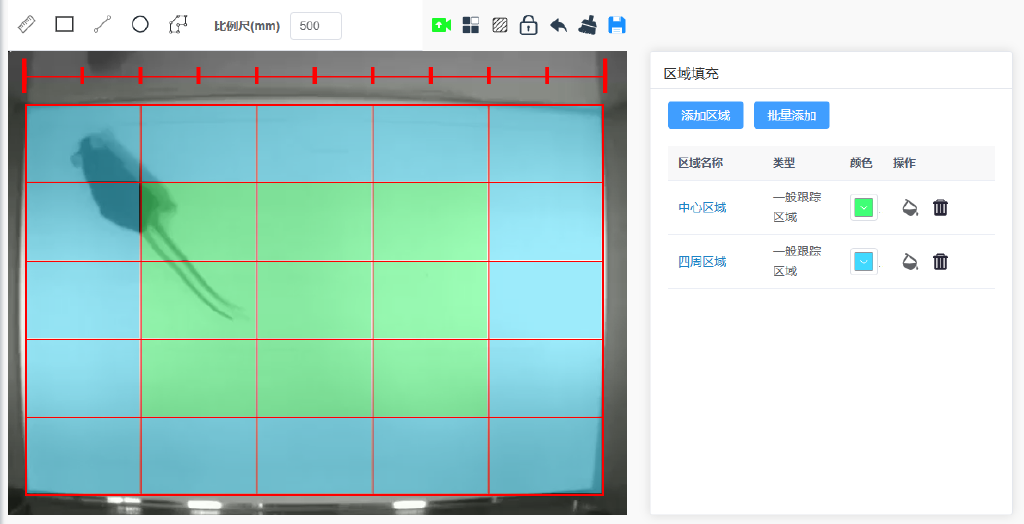 比例尺(mm)
500
区域填充
添加区域
批量添加
区域名称 类型 颜色 操作
中心区域
一般跟踪
区域
四周区域
一般跟踪
区域